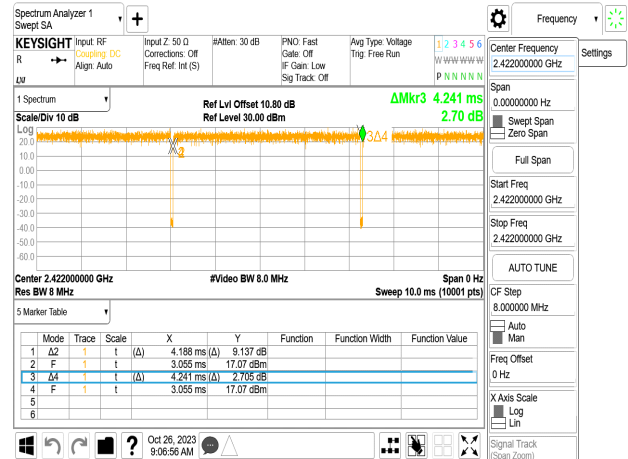 Spectrum Analyzer 1
Swept SA
Frequency
KEYSIGHT
R
Input: RF
Coupling: DC
Align: Auto
Input Z: 50 Ω
Corrections: Off
Freq Ref: Int (S)
#Atten: 30 dB
PNO: Fast
Gate: Off
IF Gain: Low
Sig Track: Off
Avg Type: Voltage
Trig: Free Run
1 2 3 4 5 6
W W W W W W
P N N N N N
Center Frequency
2.422000000 GHz
Settings
Span
0.00000000 Hz
Swept Span
Zero Span
Full Span
Start Freq
2.422000000 GHz
Stop Freq
2.422000000 GHz
AUTO TUNE
CF Step
8.000000 MHz
Auto
Man
Freq Offset
0 Hz
X Axis Scale
Log
Lin
Signal Track
(Span Zoom)
1 Spectrum
Scale/Div 10 dB
Ref Lvl Offset 10.80 dB
Ref Level 30.00 dBm
ΔMkr3 4.241 ms
2.70 dB
Log
20.0
10.0
0.00
-10.0
-20.0
-30.0
-40.0
-50.0
-60.0
3Δ4
Center 2.422000000 GHz
#Video BW 8.0 MHz
Span 0 Hz
Res BW 8 MHz
Sweep 10.0 ms (10001 pts)
5 Marker Table
Mode Trace Scale X Y Function Function Width Function Value
1 Δ2 1 t (Δ) 4.188 ms (Δ) 9.137 dB
2 F 1 t 3.055 ms 17.07 dBm
3 Δ4 1 t (Δ) 4.241 ms (Δ) 2.705 dB
4 F 1 t 3.055 ms 17.07 dBm
5
6
?
Oct 26, 2023
9:06:56 AM